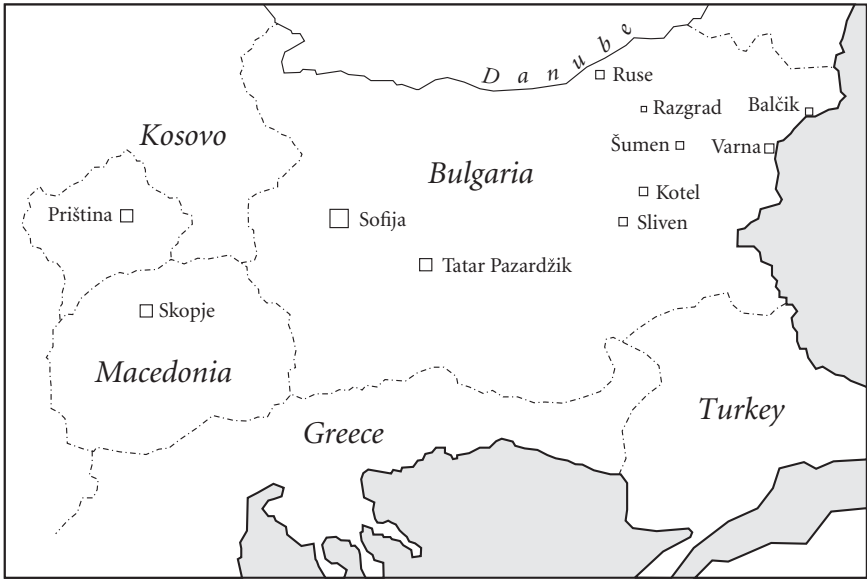 Danube
Ruse
Razgrad
Balčik
Kosovo
Šumen
Varna
Bulgaria
Kotel
Priština
Sofija
Sliven
Tatar Pazardžik
Skopje
Macedonia
Turkey
Greece